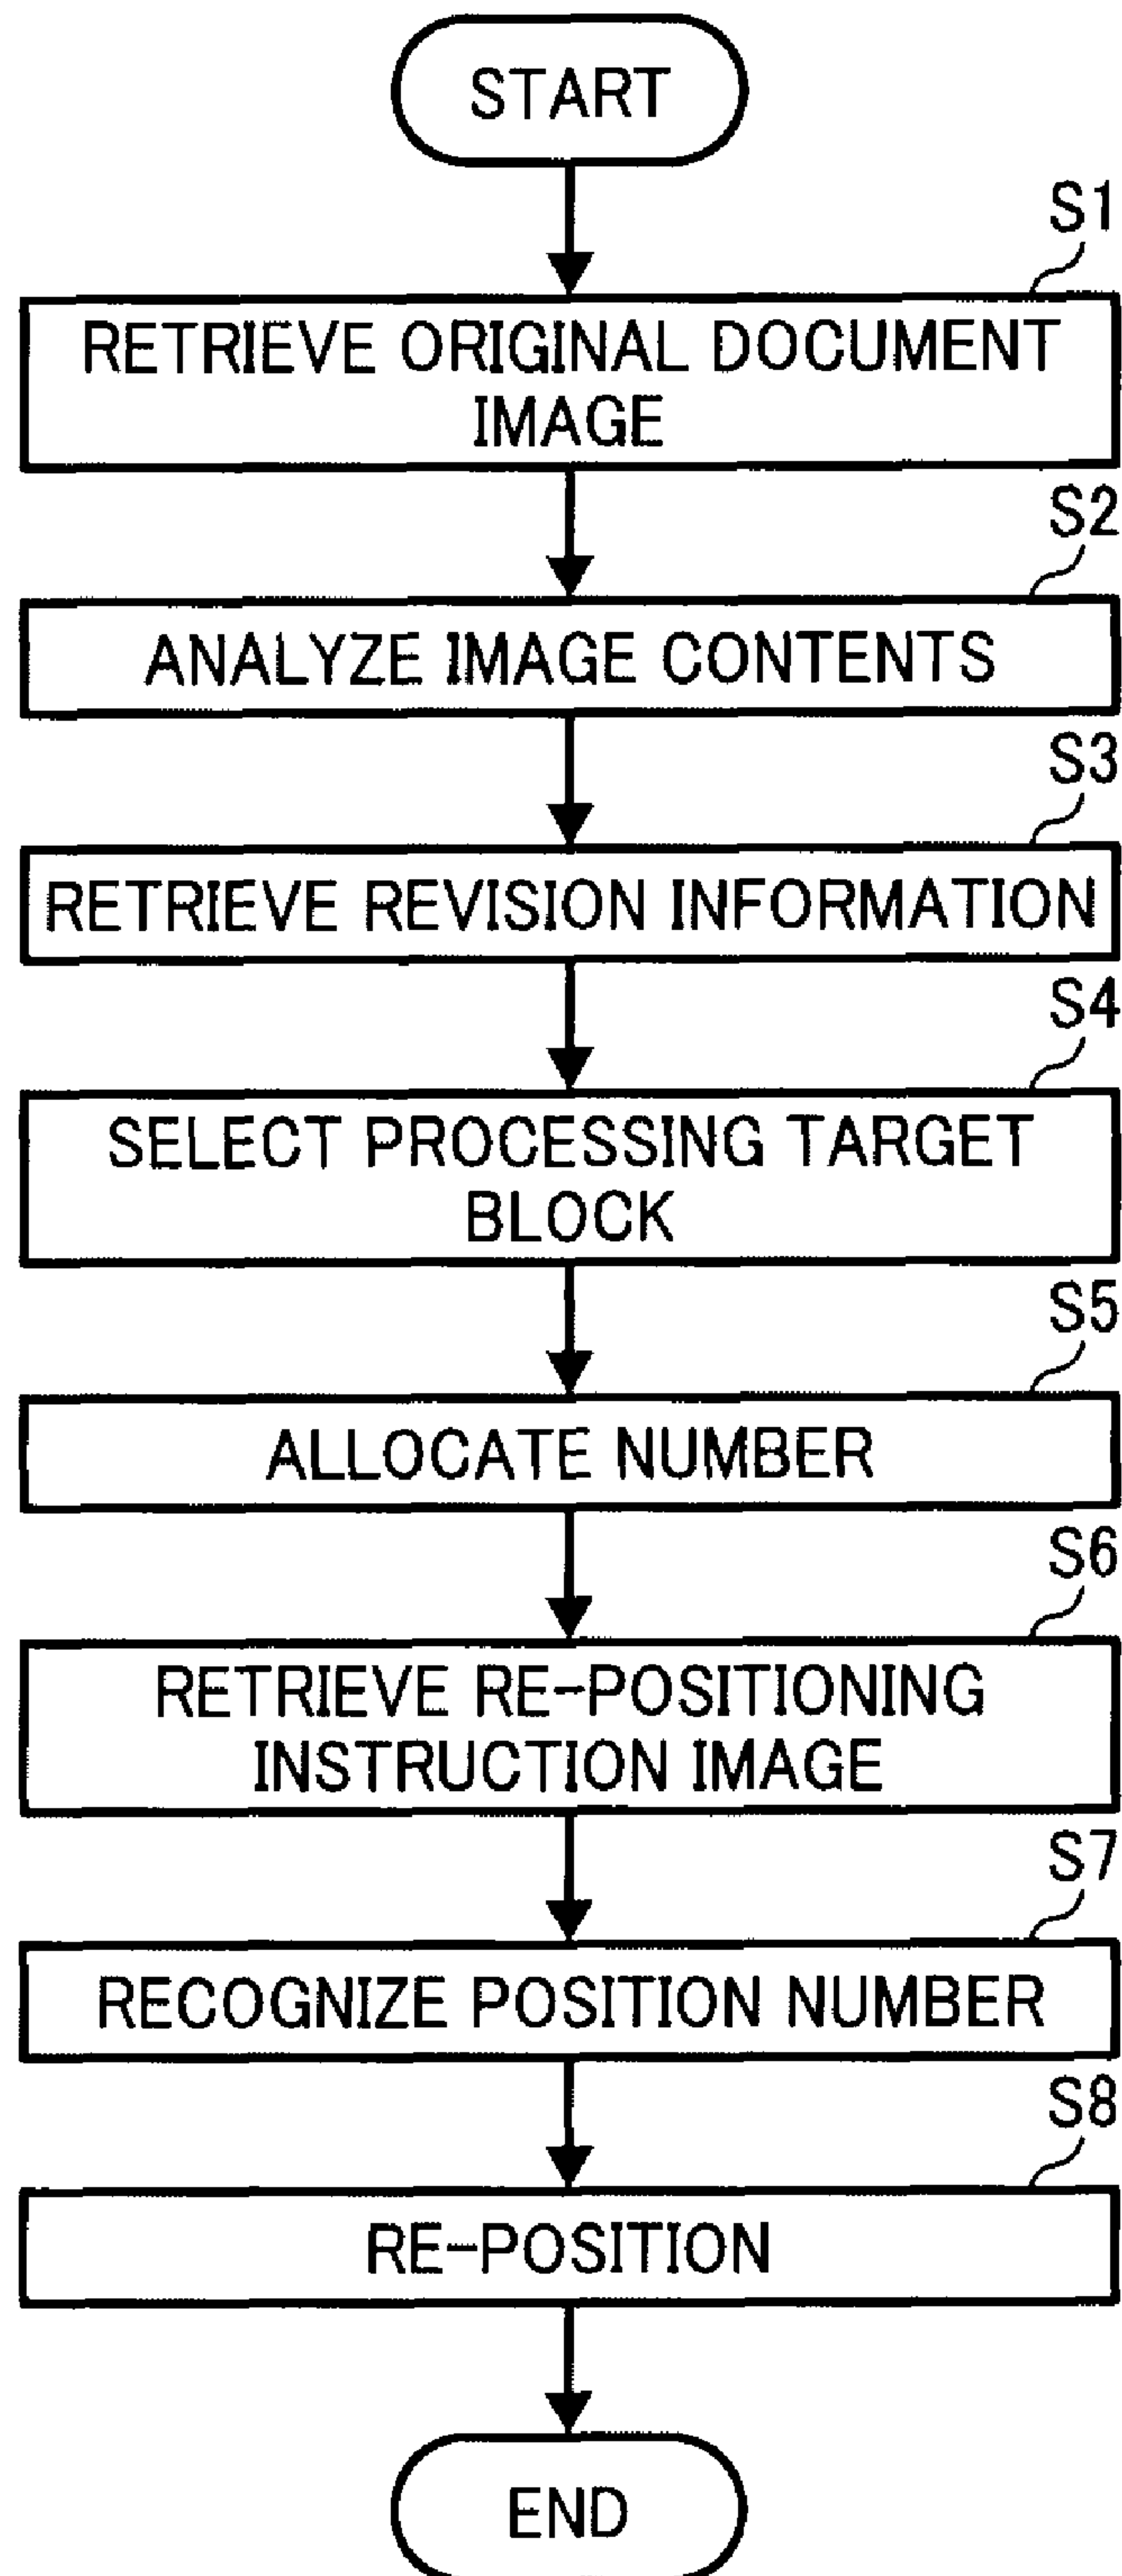 START
S1
RETRIEVE ORIGINAL DOCUMENT
IMAGE
S2
ANALYZE IMAGE CONTENTS
S3
RETRIEVE REVISION INFORMATION
S4
SELECT PROCESSING TARGET
BLOCK
S5
ALLOCATE NUMBER
S6
RETRIEVE RE-POSITIONING
INSTRUCTION IMAGE
S7
RECOGNIZE POSITION NUMBER
S8
RE-POSITION
END